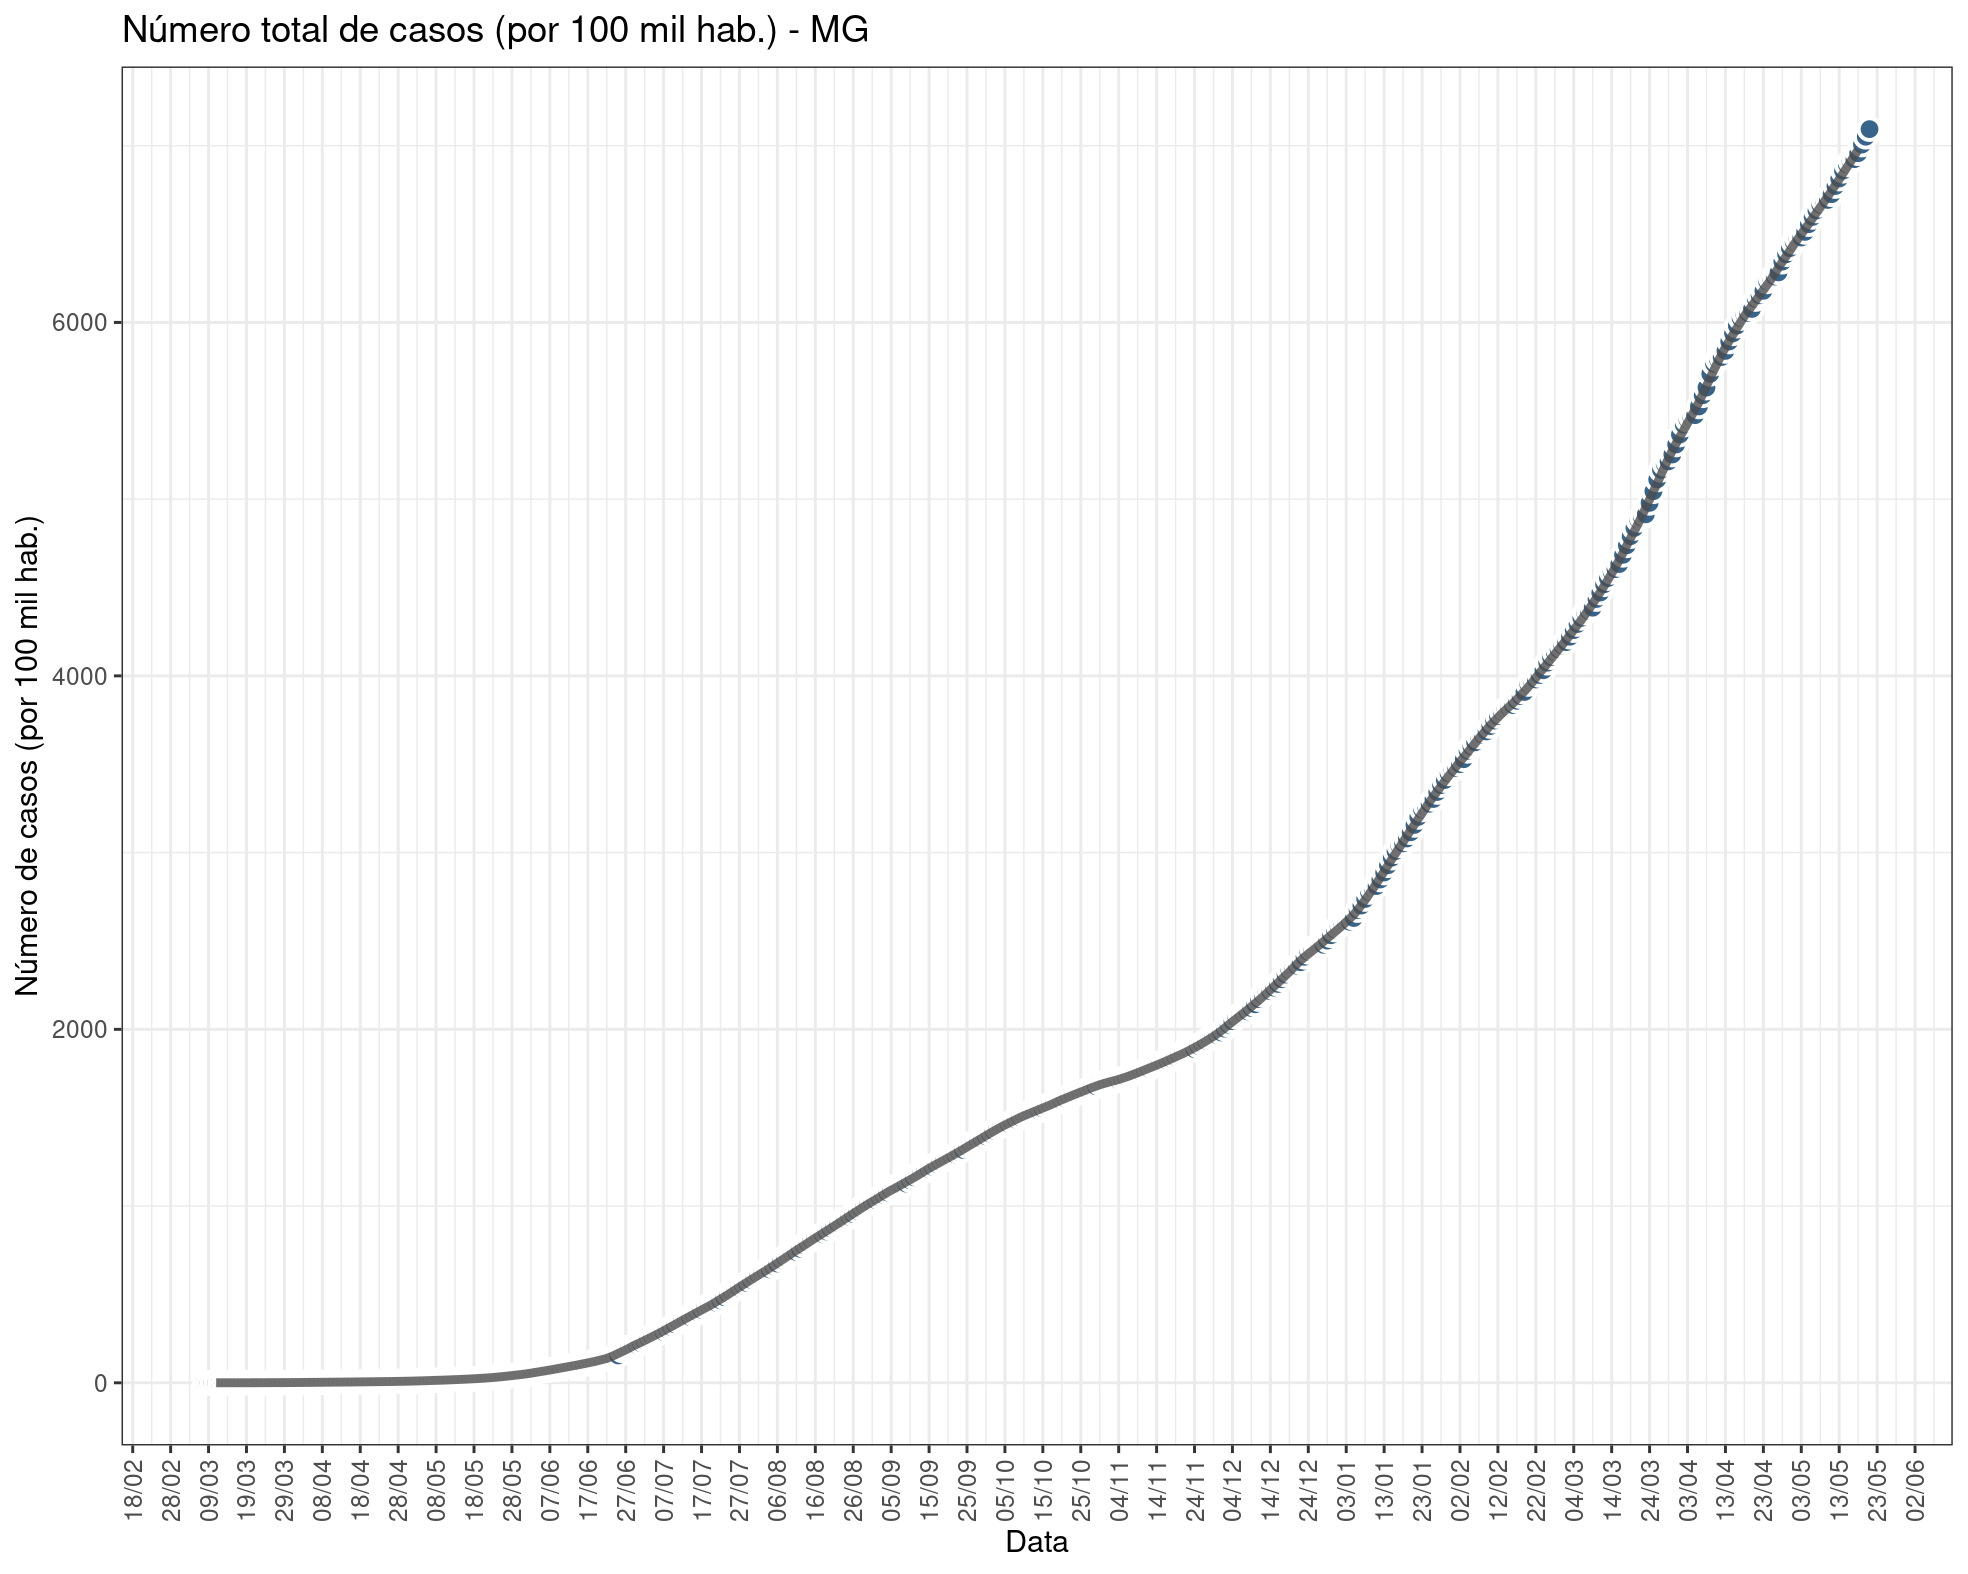 Número total de casos (por 100 mil hab.) - MG
Número de casos (por 100 mil hab.)
6000
4000
2000
0
18/02 28/02 09/03 19/03 29/03 08/04 18/04 28/04 08/05 18/05 28/05 07/06 17/06 27/06 07/07 17/07 27/07 06/08 16/08 26/08 05/09 15/09 25/09 05/10 15/10 25/10 04/11 14/11 24/11 04/12 14/12 24/12 03/01 13/01 23/01 02/02 12/02 22/02 04/03 14/03 24/03 03/04 13/04 23/04 03/05 13/05 23/05 02/06
Data